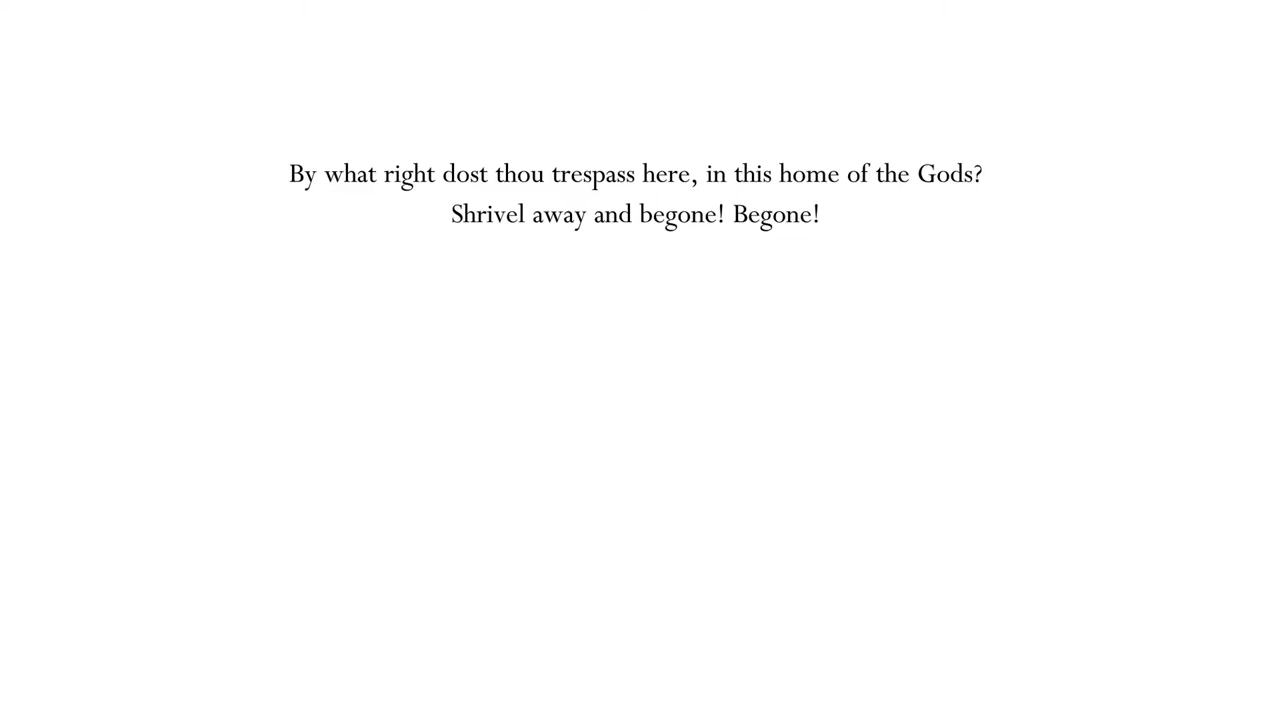 By what right dost thou trespass here, in this home of the Gods?
Shrivel away and begone! Begone!